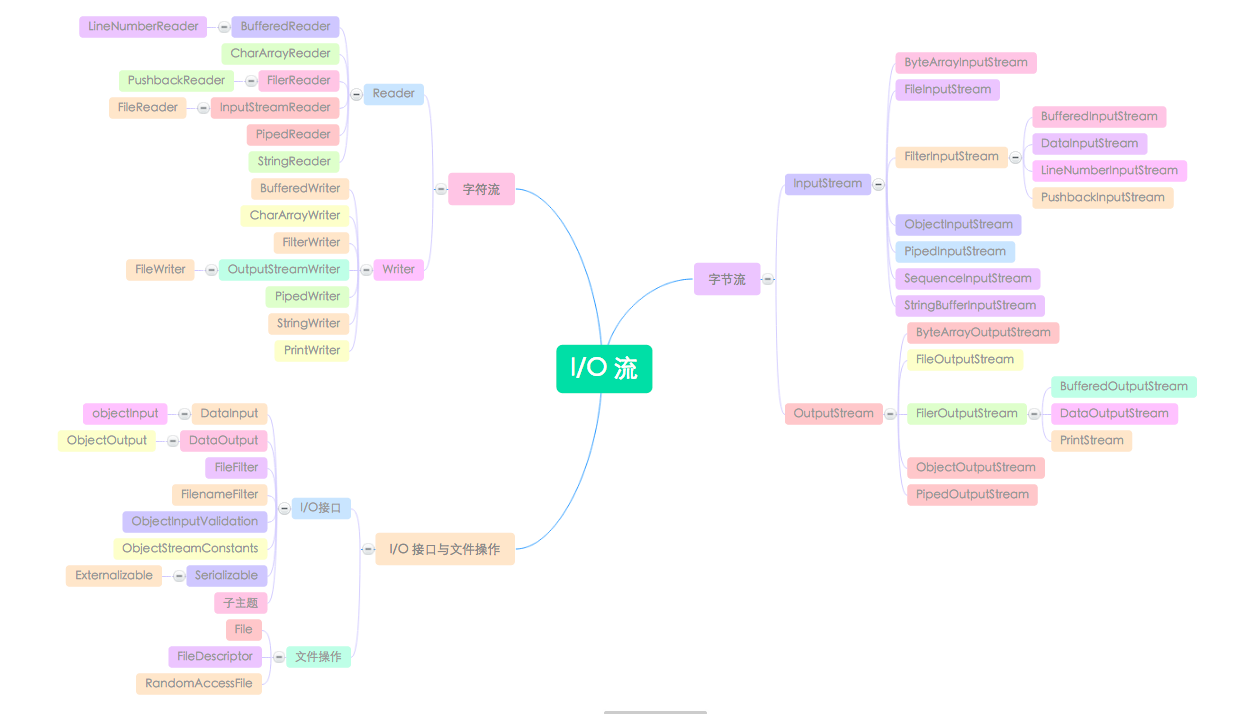 I/O 流
字符流
Reader
BufferedReader
LineNumberReader
CharArrayReader
FilerReader
PushbackReader
InputStreamReader
FileReader
PipedReader
StringReader
Writer
BufferedWriter
CharArrayWriter
FilterWriter
OutputStreamWriter
FileWriter
PipedWriter
StringWriter
PrintWriter
字节流
InputStream
ByteArrayInputStream
FileInputStream
FilterInputStream
BufferedInputStream
DataInputStream
LineNumberInputStream
PushbackInputStream
ObjectInputStream
PipedInputStream
SequenceInputStream
StringBufferInputStream
OutputStream
ByteArrayOutputStream
FileOutputStream
FilerOutputStream
BufferedOutputStream
DataOutputStream
PrintStream
ObjectOutputStream
PipedOutputStream
I/O 接口与文件操作
I/O接口
DataInput
objectInput
DataOutput
ObjectOutput
FileFilter
FilenameFilter
ObjectInputValidation
ObjectStreamConstants
Serializable
Externalizable
子主题
文件操作
File
FileDescriptor
RandomAccessFile